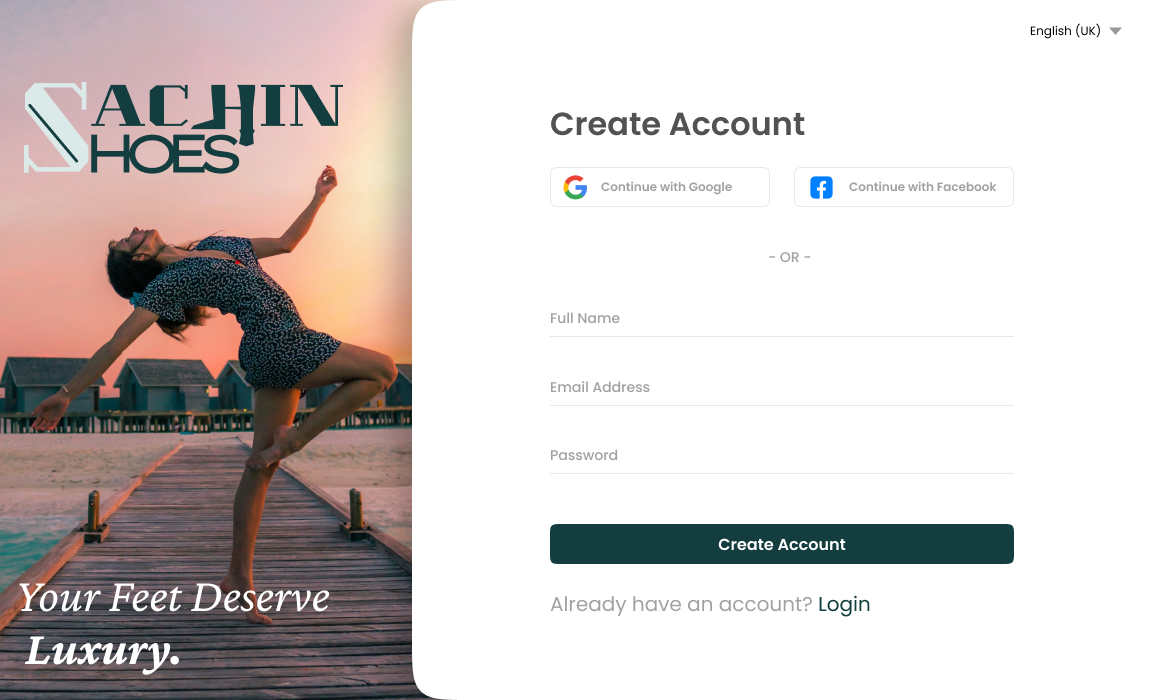 English (UK)
SACHIN
SHOES
Create Account
Continue with Google
Continue with Facebook
- OR -
Full Name
Email Address
Password
Create Account
Already have an account? Login
Your Feet Deserve
Luxury.